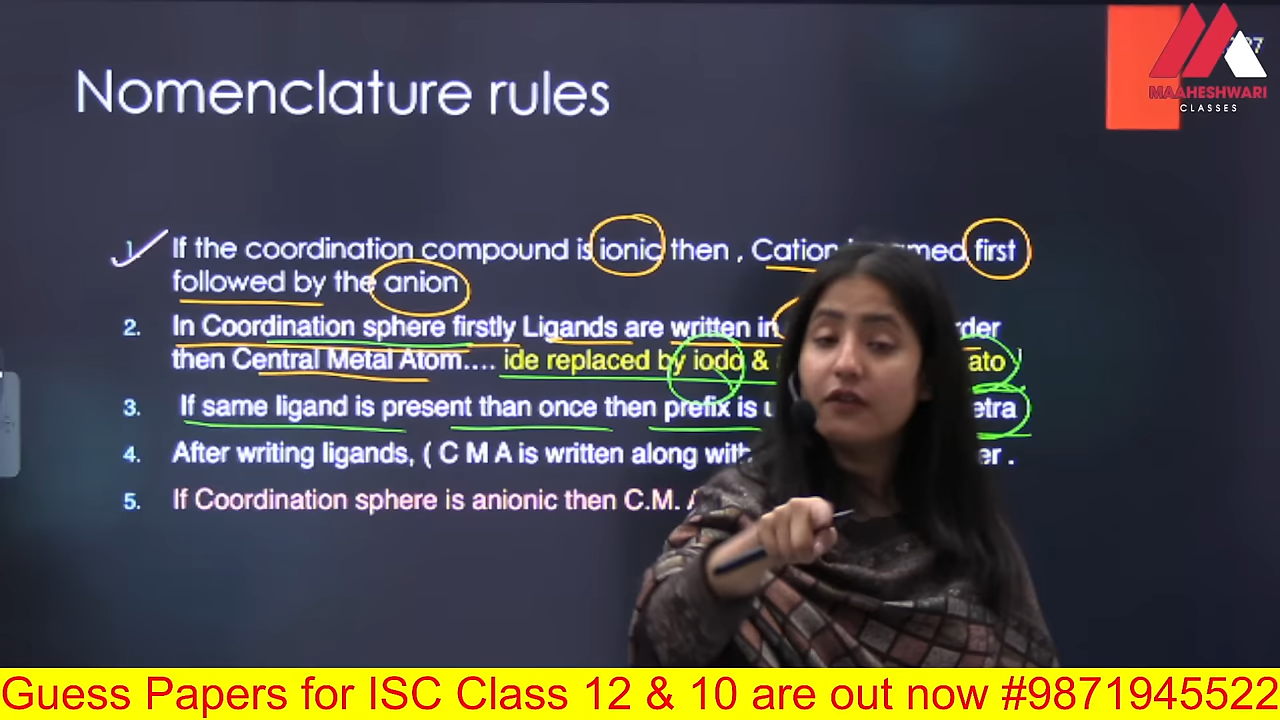 Nomenclature rules
MAAHESHWARI
CLASSES
1. If the coordination compound is ionic then , Cation named first
followed by the anion
2. In Coordination sphere firstly Ligands are written in order
then Central Metal Atom.... ide replaced by iodo & ato
3. If same ligand is present than once then prefix is tetra
4. After writing ligands, ( C M A is written along with
5. If Coordination sphere is anionic then C.M.
Guess Papers for ISC Class 12 & 10 are out now #9871945522